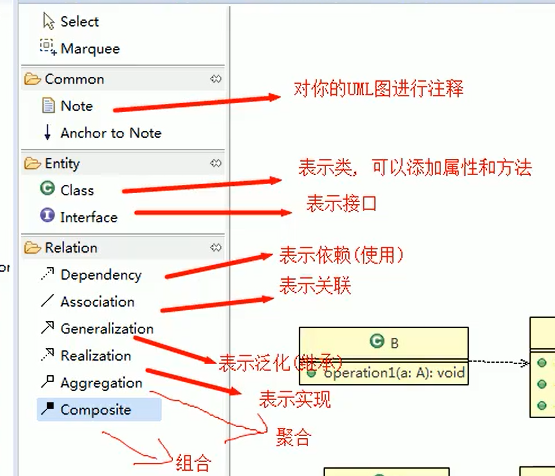 Select
Marquee
Common
Note
对你的UML图进行注释
Anchor to Note
Entity
Class
表示类, 可以添加属性和方法
Interface
表示接口
Relation
Dependency
表示依赖(使用)
Association
表示关联
Generalization
表示泛化(继承)
Realization
表示实现
Aggregation
聚合
Composite
组合
B
operation1(a: A): void
or